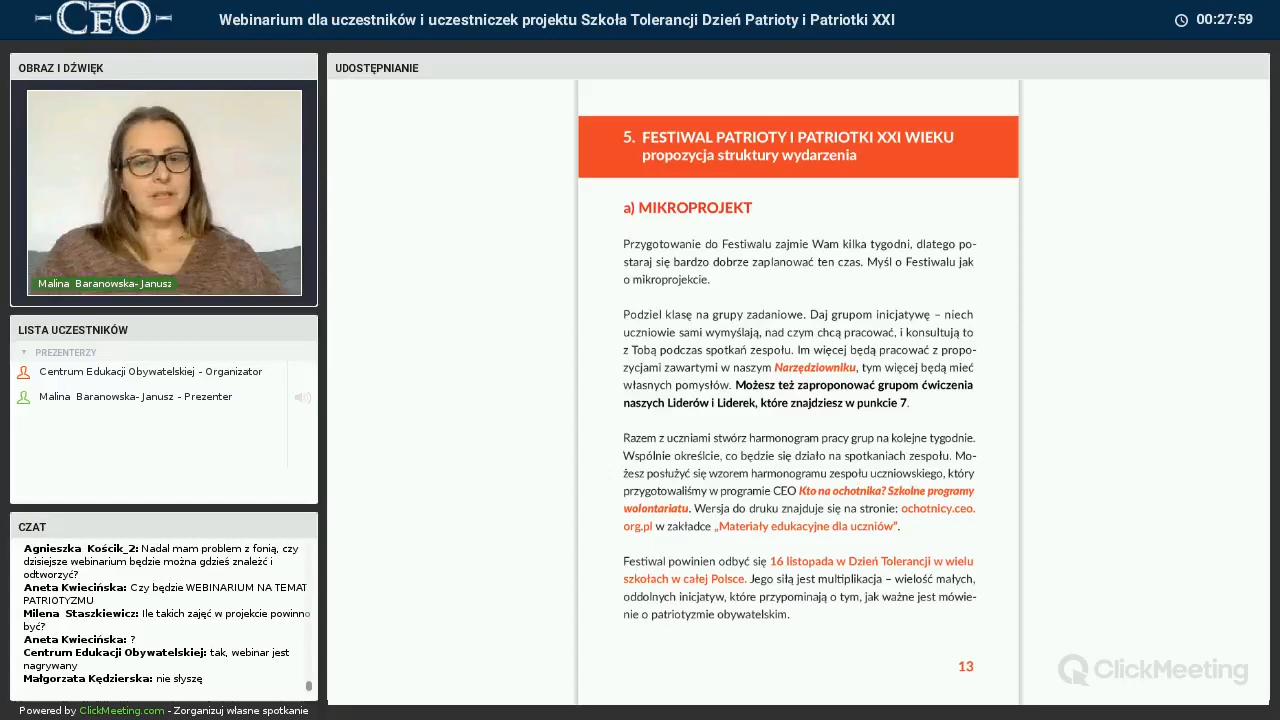 CEO
Webinarium dla uczestników i uczestniczek projektu Szkoła Tolerancji Dzień Patrioty i Patriotki XXI
00:27:59
OBRAZ I DŹWIĘK
Malina Baranowska-Janusz
LISTA UCZESTNIKÓW
PREZENTERZY
Centrum Edukacji Obywatelskiej - Organizator
Malina Baranowska-Janusz - Prezenter
CZAT
Agnieszka Kościk_2: Nadal mam problem z fonią, czy
dzisiejsze webinarium będzie można gdzieś znaleźć i
odtworzyć?
Aneta Kwiecińska: Czy będzie WEBINARIUM NA TEMAT
PATRIOTYZMU
Milena Staszkiewicz: Ile takich zajęć w projekcie powinno
być?
Aneta Kwiecińska: ?
Centrum Edukacji Obywatelskiej: tak, webinar jest
nagrywany
Małgorzata Kędzierska: nie słyszę
Powered by ClickMeeting.com - Zorganizuj własne spotkanie
UDOSTĘPNIANIE
5. FESTIWAL PATRIOTY I PATRIOTKI XXI WIEKU
propozycja struktury wydarzenia
a) MIKROPROJEKT
Przygotowanie do Festiwalu zajmie Wam kilka tygodni, dlatego po-
staraj się bardzo dobrze zaplanować ten czas. Myśl o Festiwalu jak
o mikroprojekcie.
Podziel klasę na grupy zadaniowe. Daj grupom inicjatywę – niech
uczniowie sami wymyślają, nad czym chcą pracować, i konsultują to
z Tobą podczas spotkań zespołu. Im więcej będą pracować z propo-
zycjami zawartymi w naszym Narzędziowniku, tym więcej będą mieć
własnych pomysłów. Możesz też zaproponować grupom ćwiczenia
naszych Liderów i Liderek, które znajdziesz w punkcie 7.
Razem z uczniami stwórz harmonogram pracy grup na kolejne tygodnie.
Wspólnie określcie, co będzie się działo na spotkaniach zespołu. Mo-
żesz posłużyć się wzorem harmonogramu zespołu uczniowskiego, który
przygotowaliśmy w programie CEO Kto na ochotnika? Szkolne programy
wolontariatu. Wersja do druku znajduje się na stronie: ochotnicy.ceo.
org.pl w zakładce „Materiały edukacyjne dla uczniów”.
Festiwal powinien odbyć się 16 listopada w Dzień Tolerancji w wielu
szkołach w całej Polsce. Jego siłą jest multiplikacja – wielość małych,
oddolnych inicjatyw, które przypominają o tym, jak ważne jest mówie-
nie o patriotyzmie obywatelskim.
13
ClickMeeting